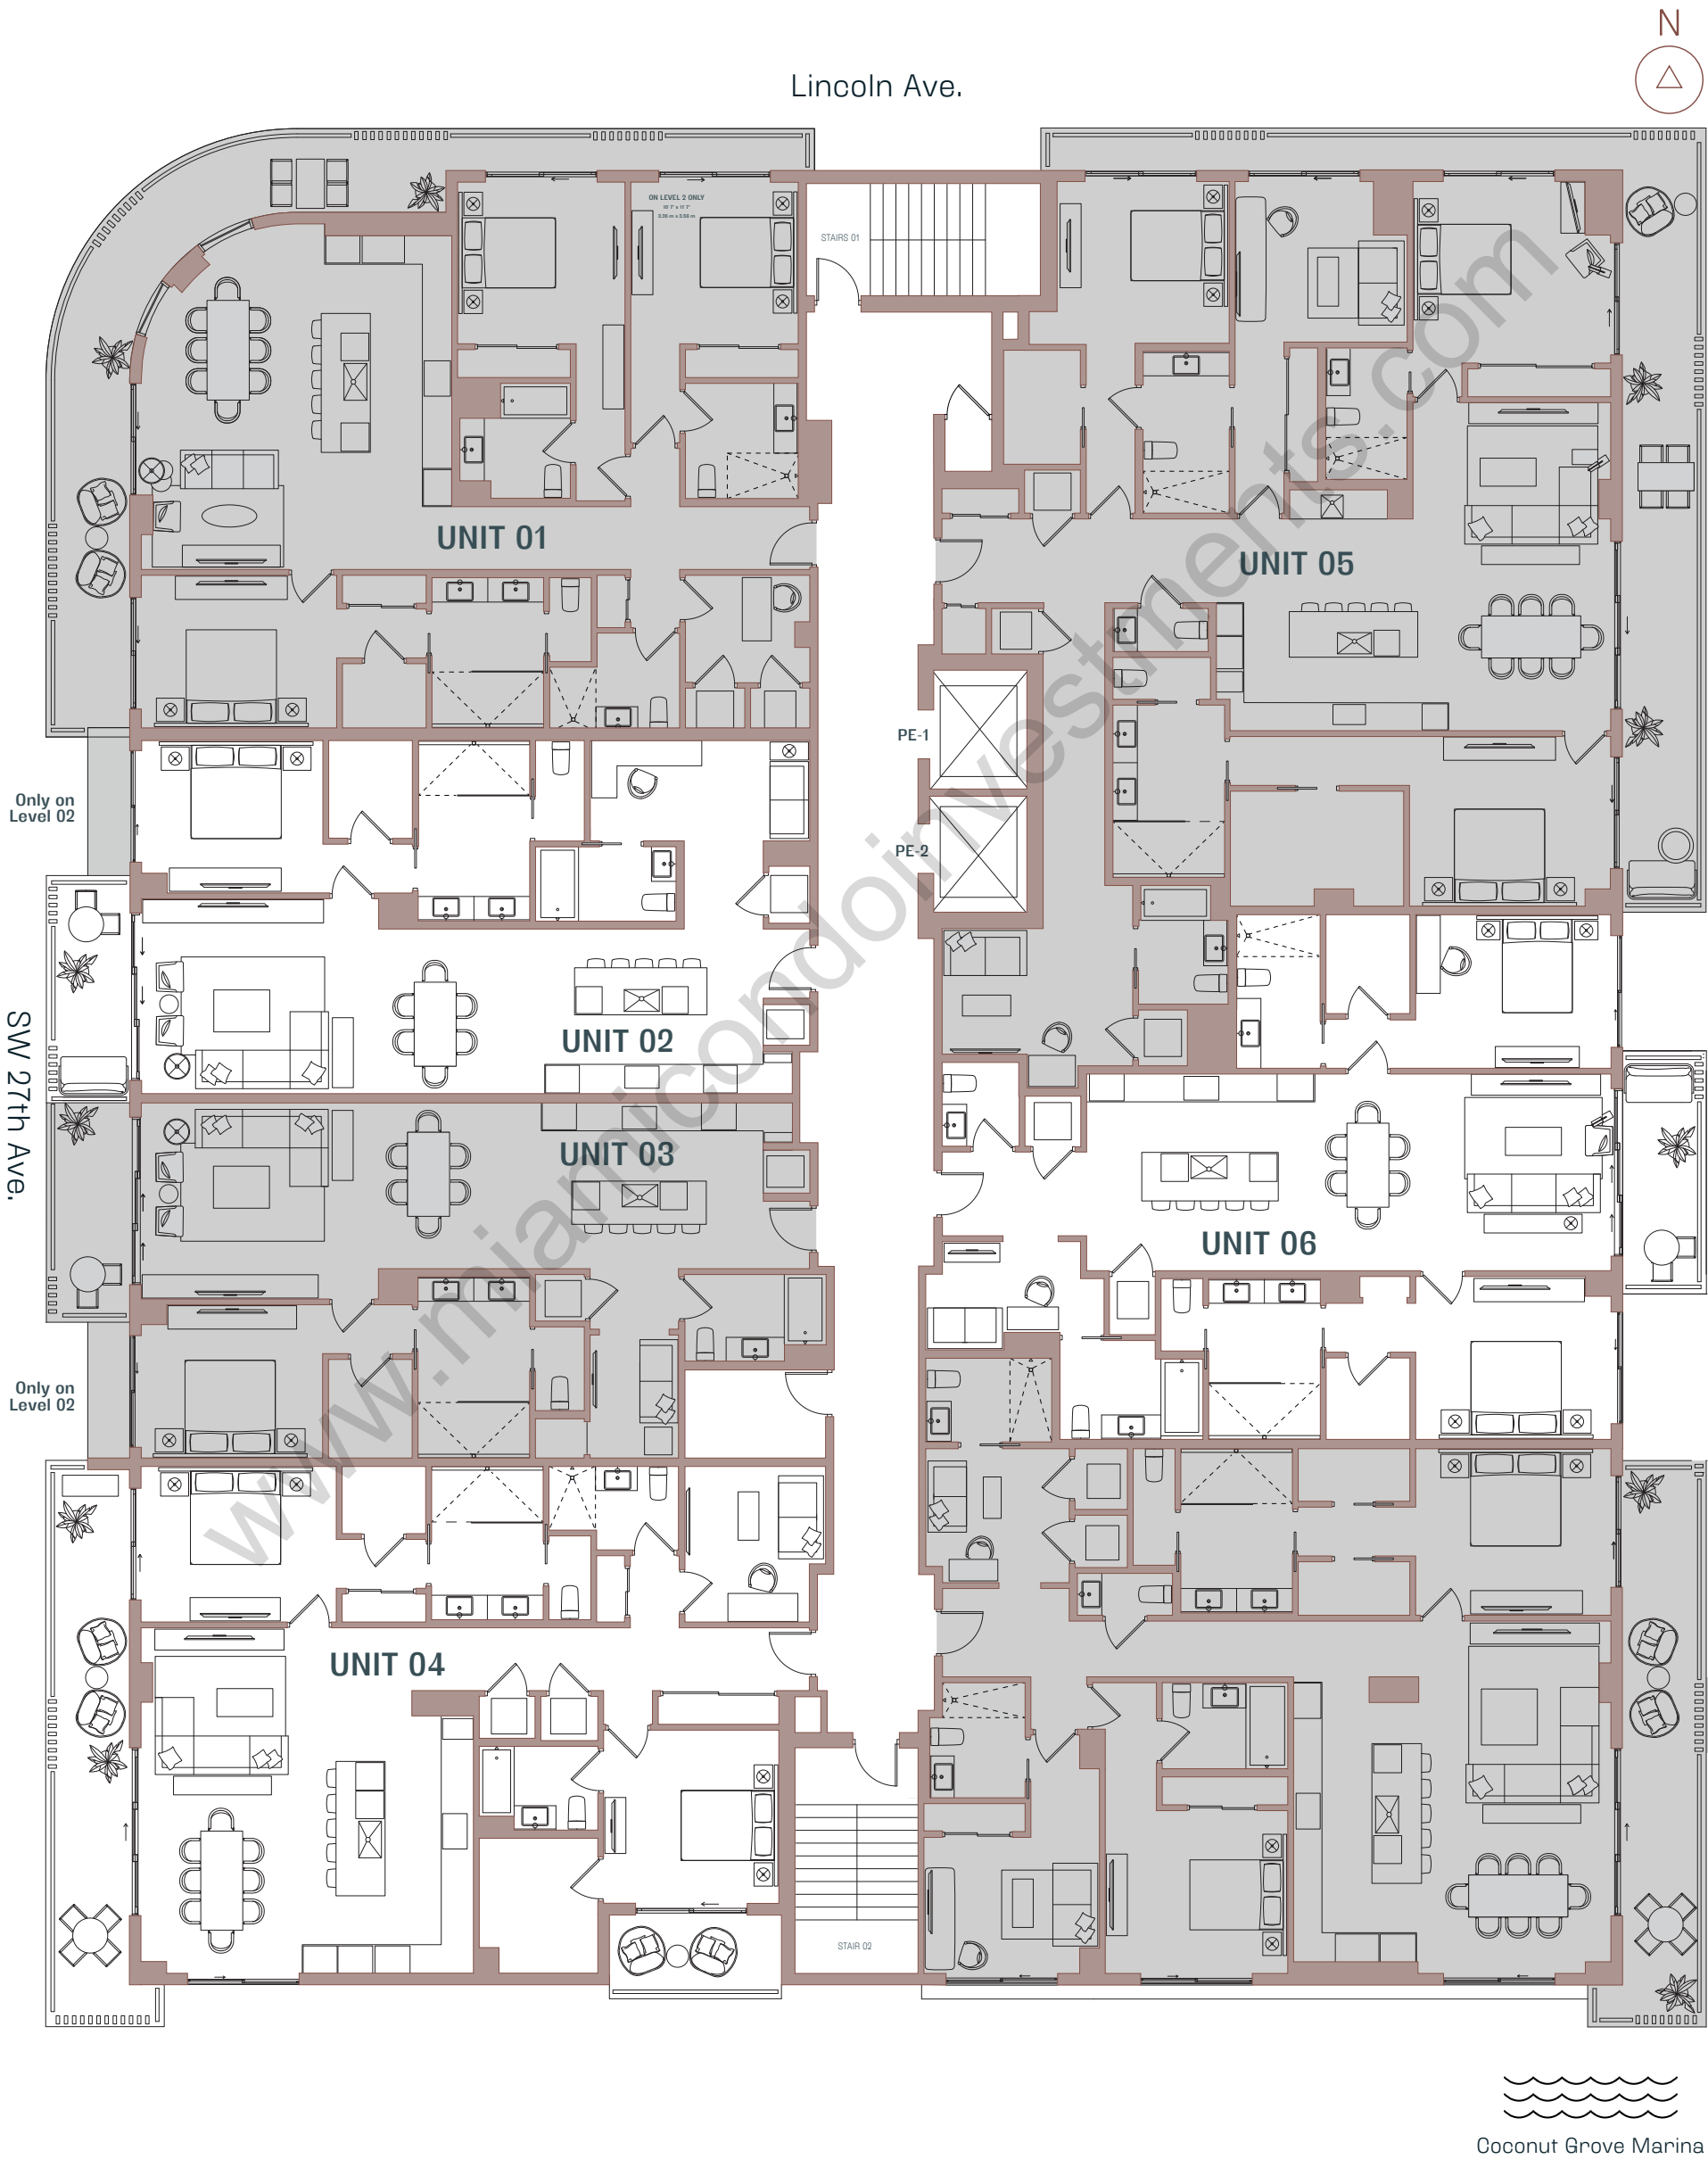 N
Lincoln Ave.
ON LEVEL 2 ONLY
STAIRS 01
UNIT 01
UNIT 05
PE-1
Only on
Level 02
PE-2
UNIT 02
SW 27th Ave.
UNIT 03
UNIT 06
Only on
Level 02
UNIT 04
STAIR 02
www.miamicondoinvestments.com
Coconut Grove Marina